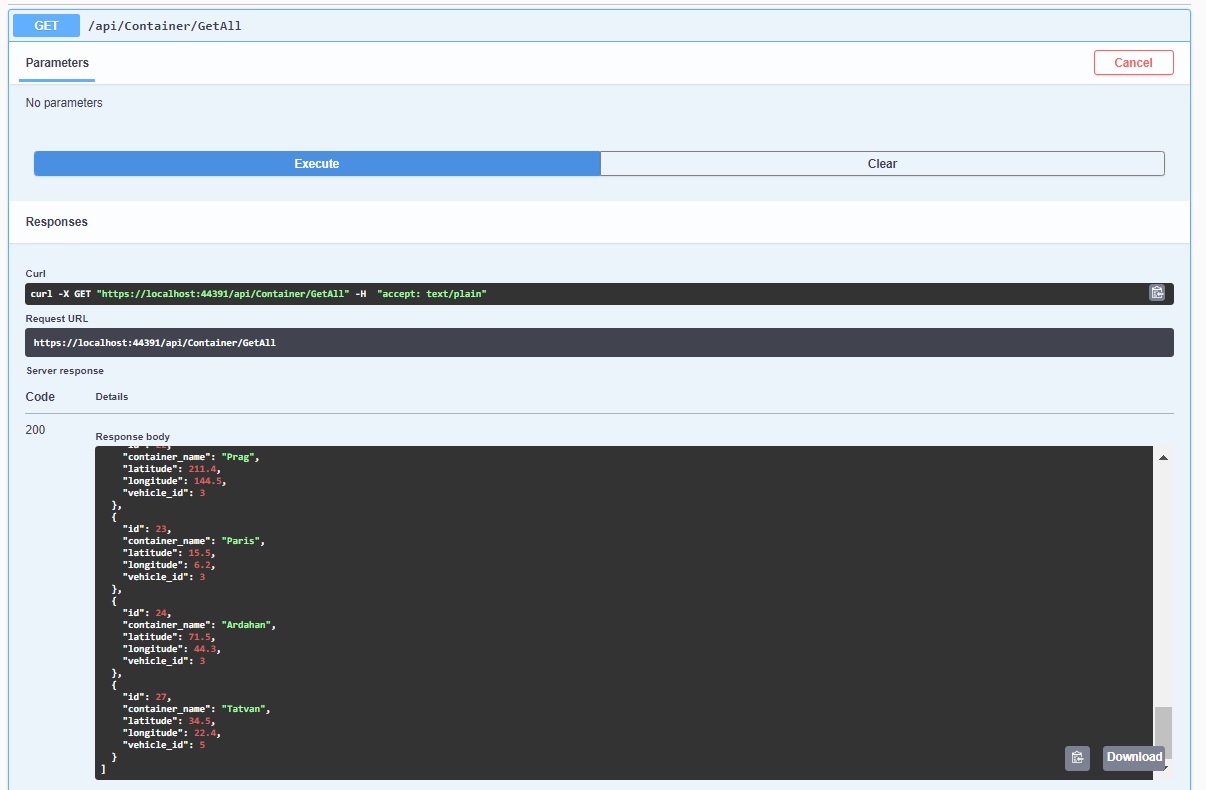 GET /api/Container/GetAll
Parameters
Cancel
No parameters
Execute
Clear
Responses
Curl
curl -X GET "https://localhost:44391/api/Container/GetAll" -H  "accept: text/plain"
Request URL
https://localhost:44391/api/Container/GetAll
Server response
Code Details
200
Response body
"container_name": "Prag",
"latitude": 211.4,
"longitude": 144.5,
"vehicle_id": 3
},
{
"id": 23,
"container_name": "Paris",
"latitude": 15.5,
"longitude": 6.2,
"vehicle_id": 3
},
{
"id": 24,
"container_name": "Ardahan",
"latitude": 71.5,
"longitude": 44.3,
"vehicle_id": 3
},
{
"id": 27,
"container_name": "Tatvan",
"latitude": 34.5,
"longitude": 22.4,
"vehicle_id": 5
}
]
Download